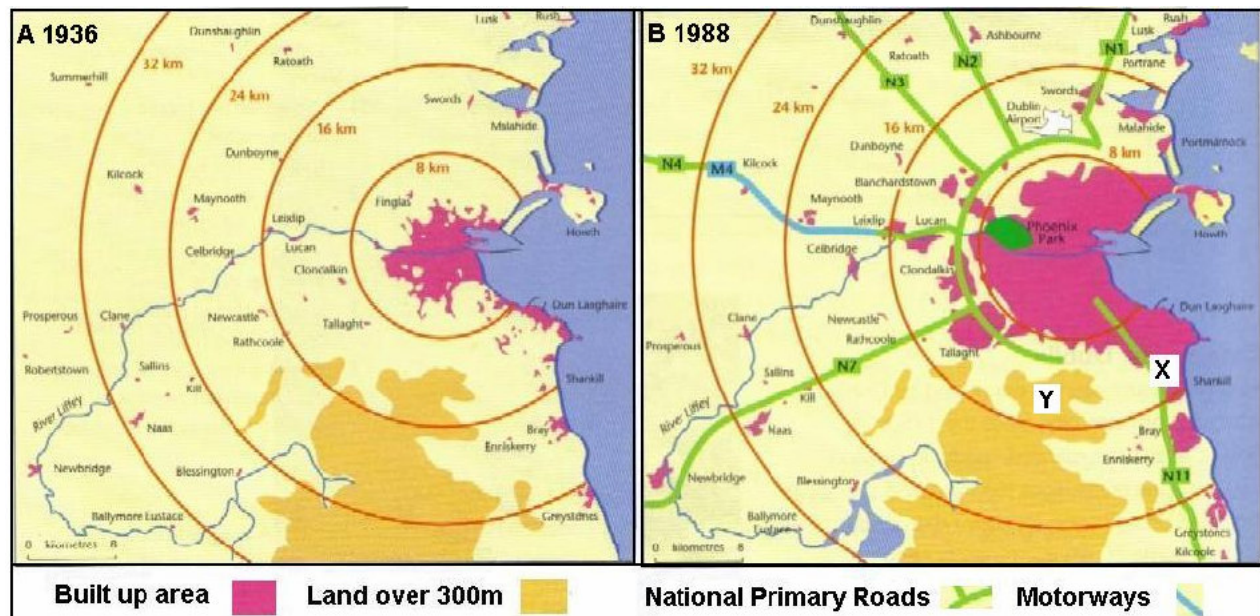 A 1936
Lusk
Rush
Dunshaughlin
32 km
Ratoath
Summerhill
24 km
Swords
16 km
Malahide
Dunboyne
8 km
Kilcock
Finglas
Maynooth
Leixlip
Howth
Lucan
Celbridge
Clondalkin
Dun Laoghaire
Prosperous
Clane
Newcastle
Tallaght
Rathcoole
Robertstown
Sallins
Shankill
Kill
River Liffey
Naas
Bray
Enniskerry
Newbridge
Blessington
Greystones
Ballymore Eustace
0 kilometres 8
B 1988
Dunshaughlin
Rush
Ashbourne
N1
Lusk
Ratoath
N2
32 km
Portrane
N3
Swords
24 km
Dublin
Airport
16 km
Malahide
Portmarnock
Dunboyne
8 km
N4
M4
Kilcock
Blanchardstown
Maynooth
Leixlip
Lucan
Phoenix
Park
Howth
Celbridge
Clondalkin
Dun Laoghaire
Clane
Newcastle
Prosperous
Rathcoole
Tallaght
N7
X
Shankill
Sallins
Y
Kill
River Liffey
Naas
Bray
Enniskerry
Newbridge
Blessington
N11
Ballymore
Eustace
Greystones
0 kilometres 8
Kilcoole
Built up area
Land over 300m
National Primary Roads
Motorways